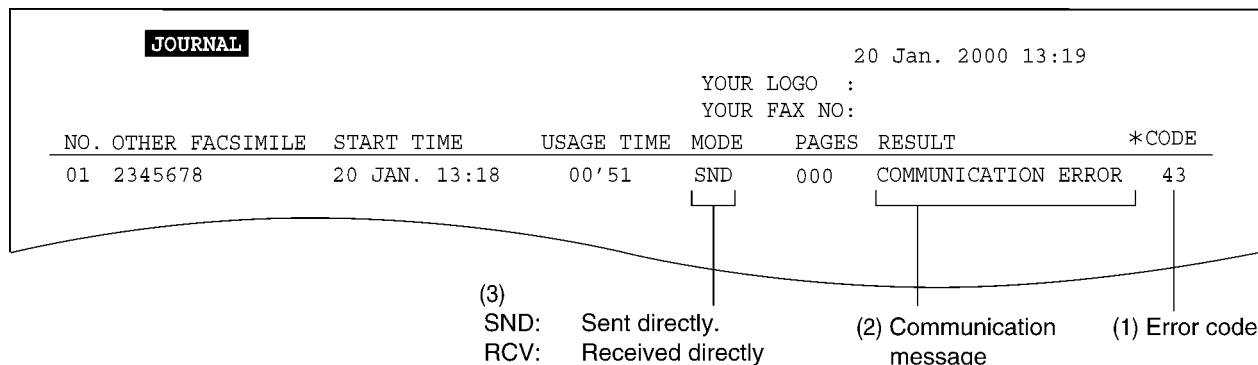 JOURNAL
20 Jan. 2000 13:19
YOUR LOGO :
YOUR FAX NO:
NO. OTHER FACSIMILE START TIME USAGE TIME MODE PAGES RESULT *CODE
01 2345678 20 JAN. 13:18 00'51 SND 000 COMMUNICATION ERROR 43
(3)
SND: Sent directly.
RCV: Received directly
(2) Communication message
(1) Error code